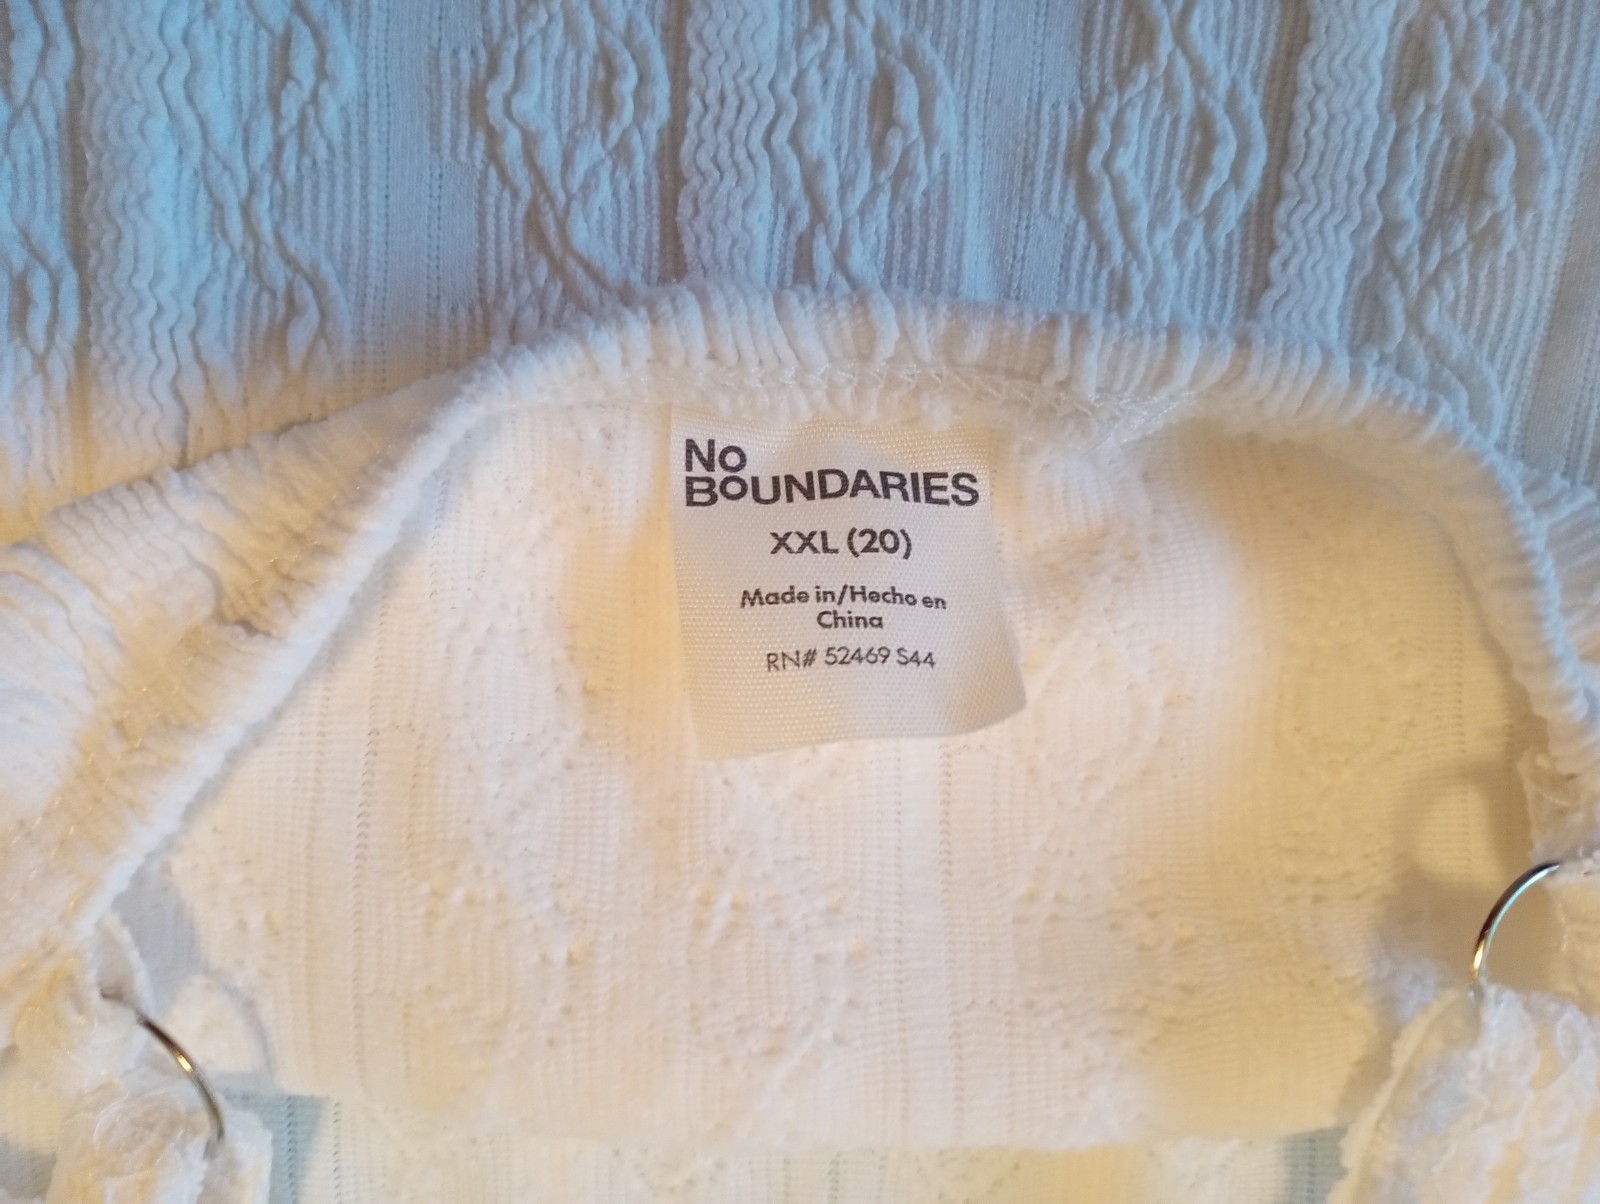 No
BoUNDARIES
XXL (20)
Made in/Hecho en
China
RN# 52469 S44